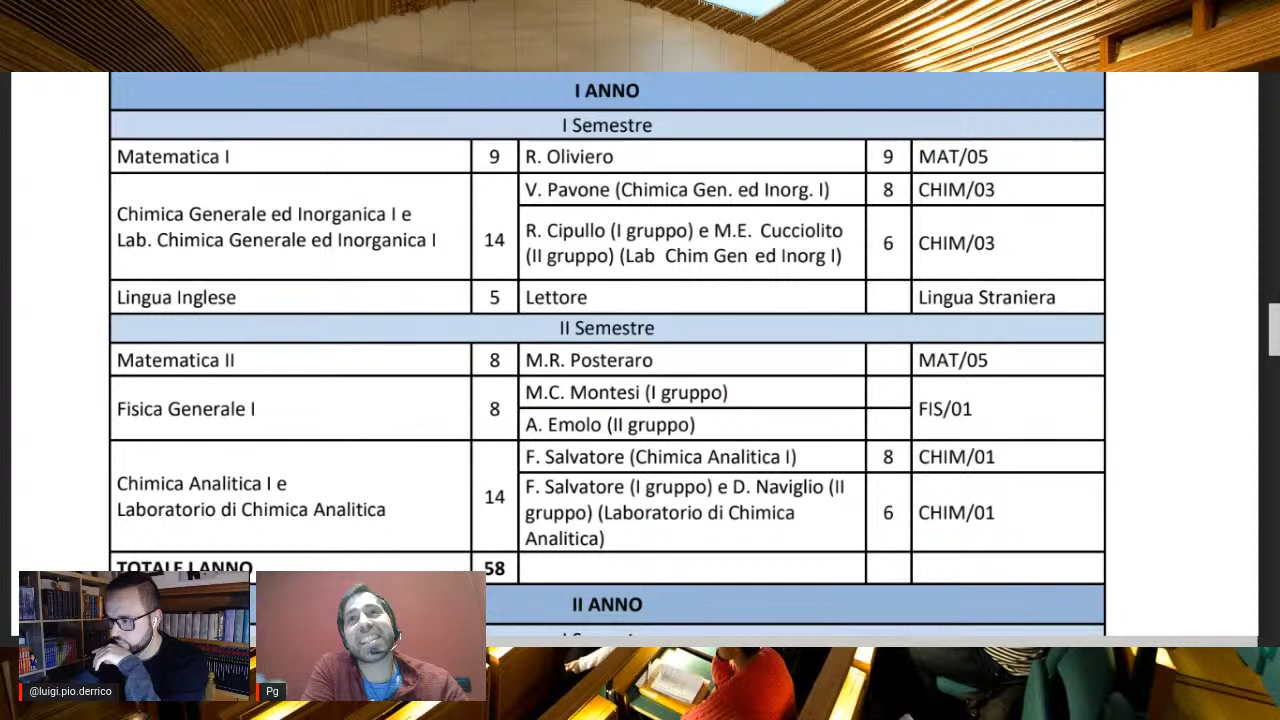 I ANNO
I Semestre
Matematica I 9 R. Oliviero 9 MAT/05
Chimica Generale ed Inorganica I e
Lab. Chimica Generale ed Inorganica I
14
V. Pavone (Chimica Gen. ed Inorg. I) 8 CHIM/03
R. Cipullo (I gruppo) e M.E. Cucciolito
(II gruppo) (Lab Chim Gen ed Inorg I)
6 CHIM/03
Lingua Inglese 5 Lettore Lingua Straniera
II Semestre
Matematica II 8 M.R. Posteraro MAT/05
Fisica Generale I 8
M.C. Montesi (I gruppo)
A. Emolo (II gruppo)
FIS/01
Chimica Analitica I e
Laboratorio di Chimica Analitica
14
F. Salvatore (Chimica Analitica I) 8 CHIM/01
F. Salvatore (I gruppo) e D. Naviglio (II
gruppo) (Laboratorio di Chimica
Analitica)
6 CHIM/01
TOTALE I ANNO 58
II ANNO
I Semestre
@luigi.pio.derrico
Pg